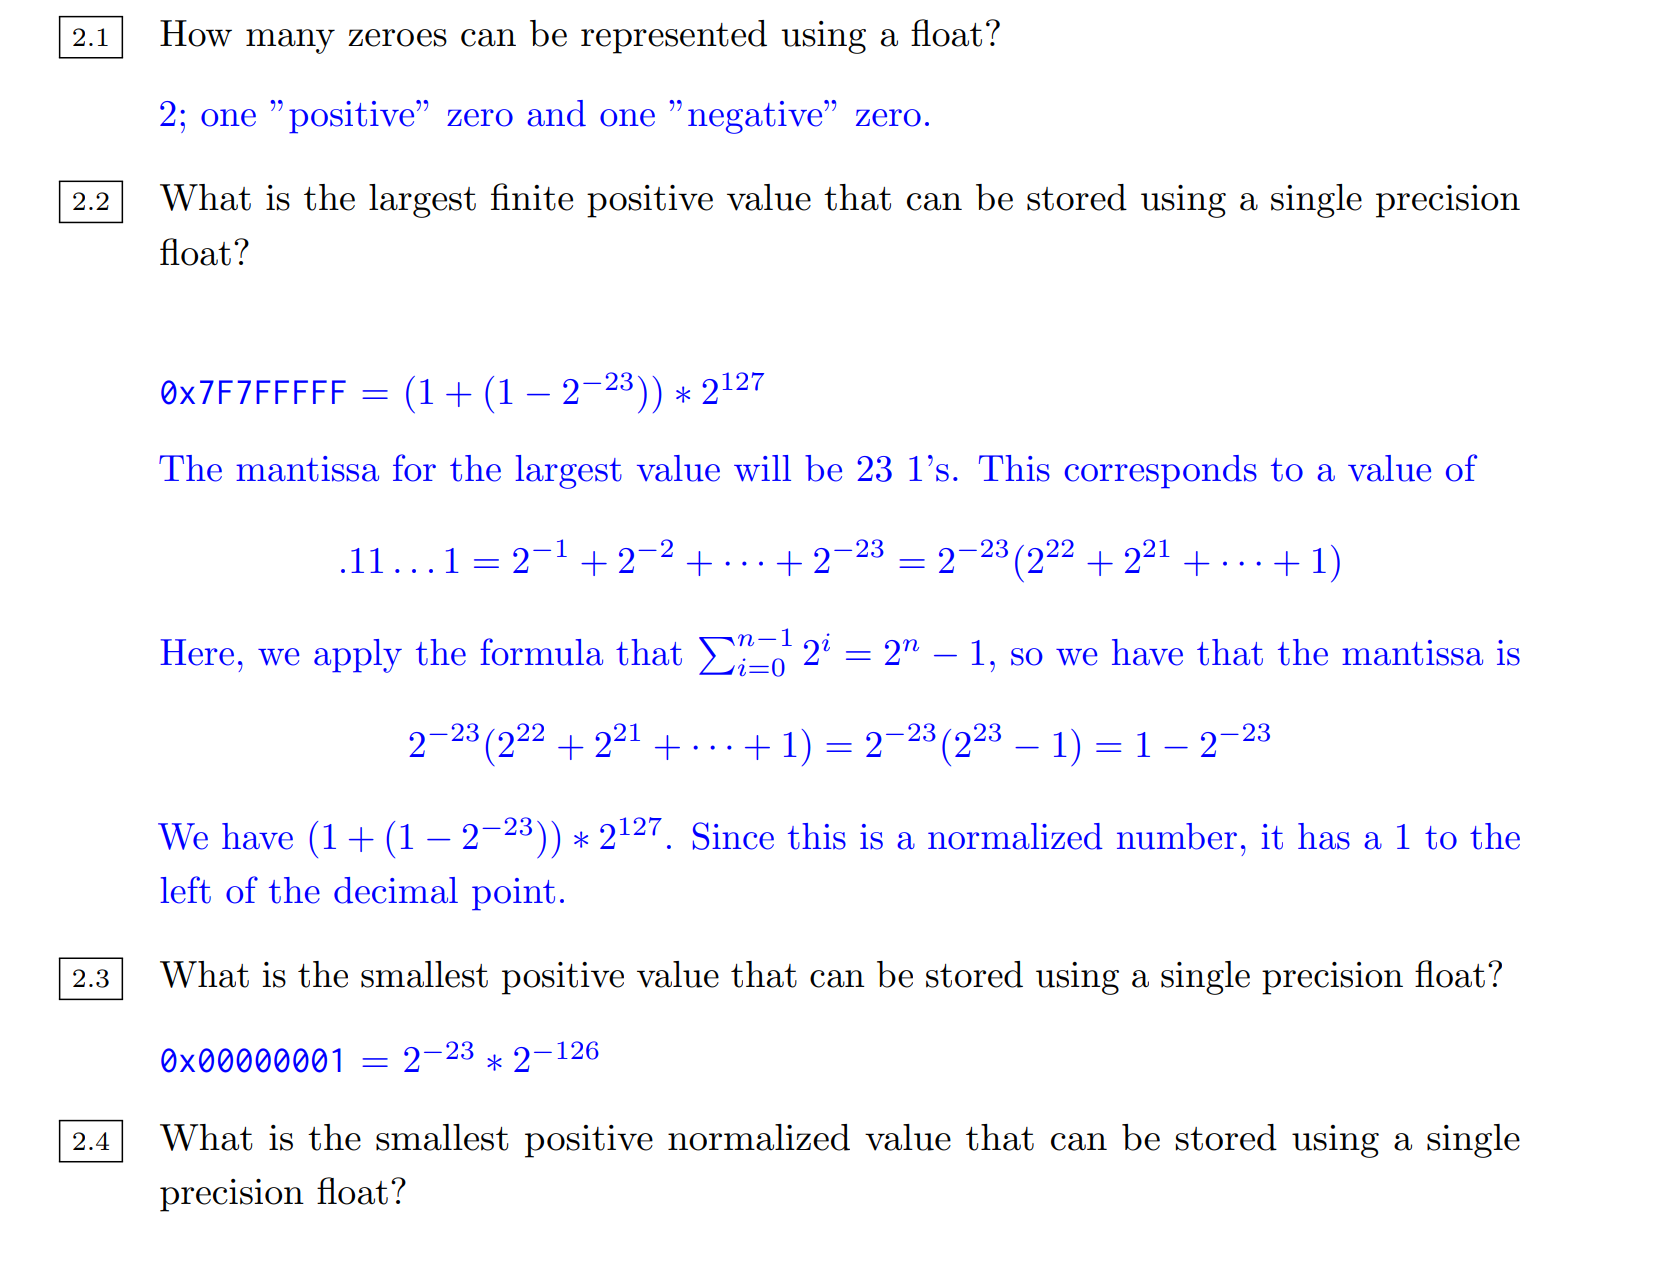 2.1 How many zeroes can be represented using a float?
2; one ”positive” zero and one ”negative” zero.
2.2 What is the largest finite positive value that can be stored using a single precision
float?
0x7F7FFFFF = (1 + (1 − 2^{−23})) ∗ 2^{127}
The mantissa for the largest value will be 23 1’s. This corresponds to a value of
.11 . . . 1 = 2^{−1} + 2^{−2} + · · · + 2^{−23} = 2^{−23}(2^{22} + 2^{21} + · · · + 1)
Here, we apply the formula that ∑_{i=0}^{n−1} 2^i = 2^n − 1, so we have that the mantissa is
2^{−23}(2^{22} + 2^{21} + · · · + 1) = 2^{−23}(2^{23} − 1) = 1 − 2^{−23}
We have (1 + (1 − 2^{−23})) ∗ 2^{127}. Since this is a normalized number, it has a 1 to the
left of the decimal point.
2.3 What is the smallest positive value that can be stored using a single precision float?
0x00000001 = 2^{−23} ∗ 2^{−126}
2.4 What is the smallest positive normalized value that can be stored using a single
precision float?